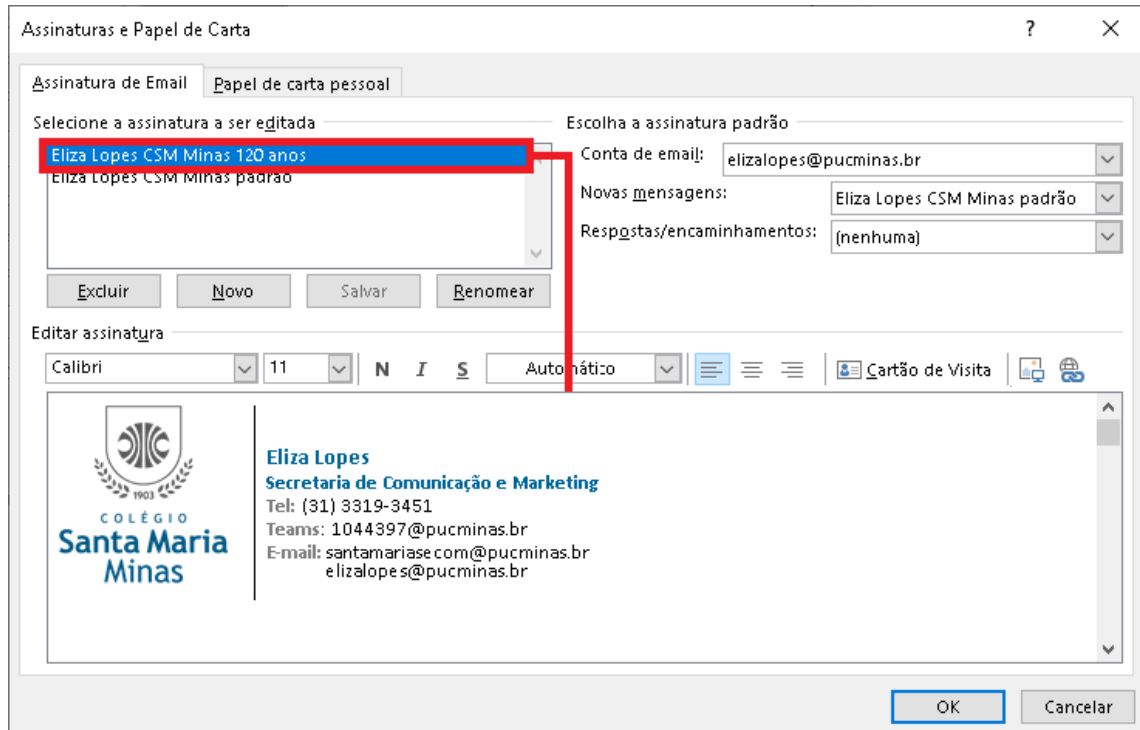 Assinaturas e Papel de Carta ?
Assinatura de Email Papel de carta pessoal
Selecione a assinatura a ser editada
Eliza Lopes CSM Minas 120 anos
Eliza Lopes CSM Minas padrão
Excluir Novo Salvar Renomear
Escolha a assinatura padrão
Conta de email: elizalopes@pucminas.br
Novas mensagens: Eliza Lopes CSM Minas padrão
Respostas/encaminhamentos: (nenhuma)
Editar assinatura
Calibri 11 N I S Automático Cartão de Visita
1903
COLÉGIO
Santa Maria
Minas
Eliza Lopes
Secretaria de Comunicação e Marketing
Tel: (31) 3319-3451
Teams: 1044397@pucminas.br
E-mail: santamariasecom@pucminas.br
elizalopes@pucminas.br
OK Cancelar